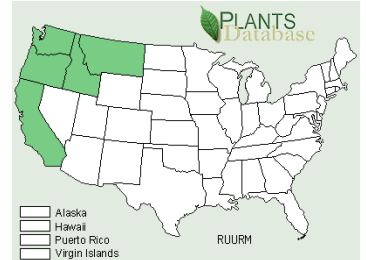 PLANTS
Database
Alaska
Hawaii
Puerto Rico
Virgin Islands
RUURM